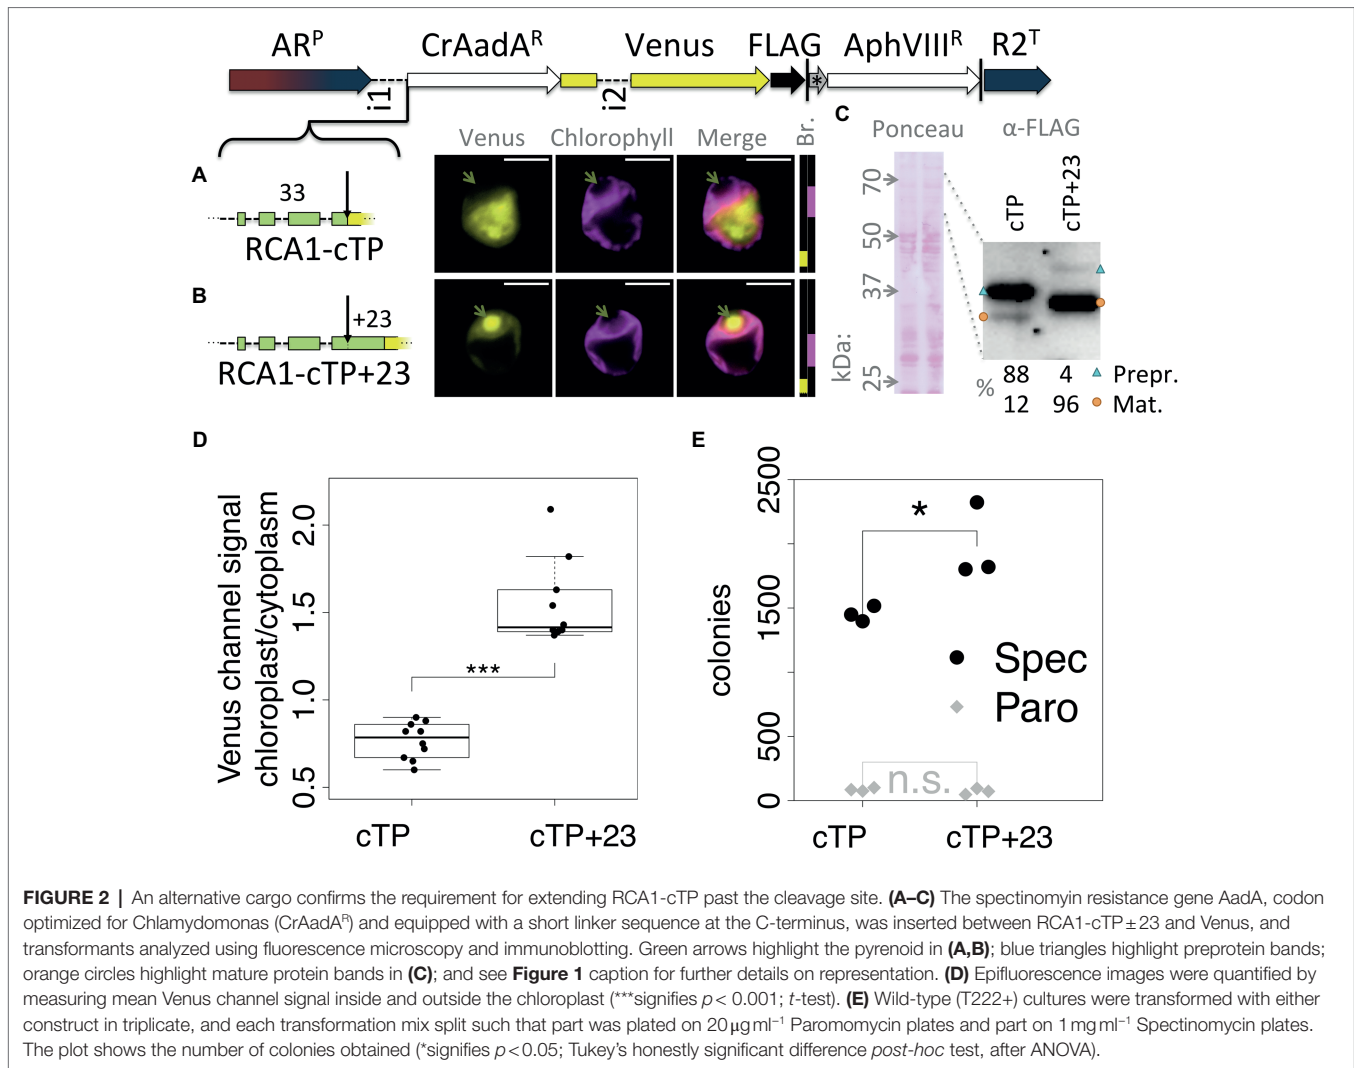 ARᴾ CrAadAᴿ Venus FLAG AphVIIIᴿ R2ᵀ
i1 i2 *
A
33
RCA1-cTP
B
+23
RCA1-cTP+23
Venus Chlorophyll Merge Br.
C
Ponceau α-FLAG
cTP cTP+23
kDa:
70
50
37
25
% 88 4 Prepr.
12 96 Mat.
D
Venus channel signal
chloroplast/cytoplasm
2.0
1.5
1.0
0.5
***
cTP cTP+23
E
colonies
2500
1500
500
0
*
Spec
Paro
n.s.
cTP cTP+23
FIGURE 2 | An alternative cargo confirms the requirement for extending RCA1-cTP past the cleavage site. (A–C) The spectinomyin resistance gene AadA, codon
optimized for Chlamydomonas (CrAadAᴿ) and equipped with a short linker sequence at the C-terminus, was inserted between RCA1-cTP±23 and Venus, and
transformants analyzed using fluorescence microscopy and immunoblotting. Green arrows highlight the pyrenoid in (A,B); blue triangles highlight preprotein bands;
orange circles highlight mature protein bands in (C); and see Figure 1 caption for further details on representation. (D) Epifluorescence images were quantified by
measuring mean Venus channel signal inside and outside the chloroplast (***signifies p< 0.001; t-test). (E) Wild-type (T222+) cultures were transformed with either
construct in triplicate, and each transformation mix split such that part was plated on 20 μg ml⁻¹ Paromomycin plates and part on 1 mg ml⁻¹ Spectinomycin plates.
The plot shows the number of colonies obtained (*signifies p<0.05; Tukey's honestly significant difference post-hoc test, after ANOVA).